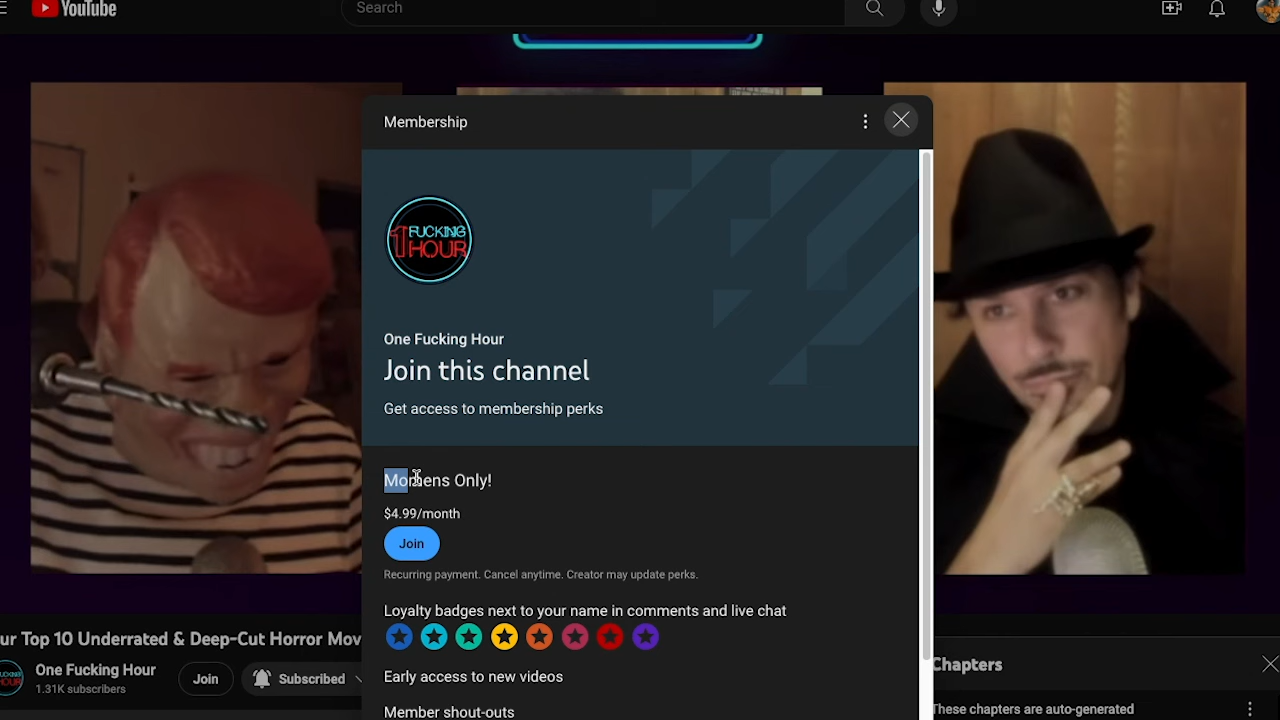 YouTube
Search
Membership
1 FUCKING
HOUR
One Fucking Hour
Join this channel
Get access to membership perks
Momens Only!
$4.99/month
Join
Recurring payment. Cancel anytime. Creator may update perks.
Loyalty badges next to your name in comments and live chat
Early access to new videos
Member shout-outs
ur Top 10 Underrated & Deep-Cut Horror Mov
One Fucking Hour
1.31K subscribers
Join
Subscribed
Chapters
These chapters are auto-generated